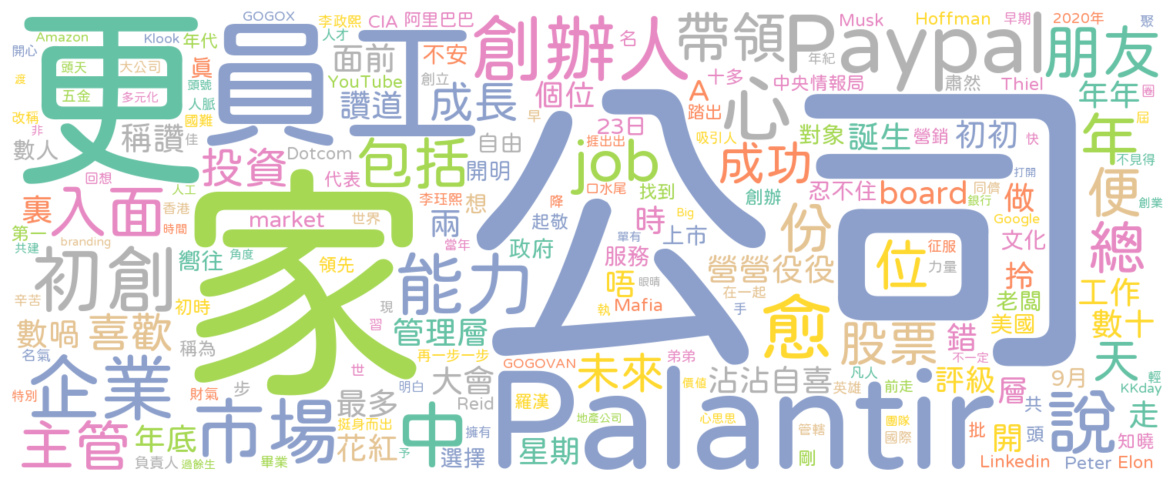 GOGOX 李政熙 CIA 阿里巴巴 Musk Hoffman 早期 2020年 聚
Amazon Klook 年代 人才 名 十多 中央情報局 肅然 年紀 Thiel 圈
開心 更 員工 面前 不安 創辦人 帶領 Paypal 朋友
頭天 大公司 眞 頭號 YouTube 創立 A 踏出
渡 五金 多元化 人脈 讚道 成長 個位 心 年年
改稱 非 國難 稱讚 佳 早 23日 吸引人 對象 誕生 營銷 初初 快 屆
數人 Dotcom 自由 捱出出 年 不見得
投資 包括 開明 job 口水尾 成功 忍不住 打開 同儕 便 創業
回想 人工 代表 李玨熙 找到 創辦 board 銀行 做
入面 裏 香港 market 世界 兩 想 起敬 降 時 Big 份 Google 文化 總
第一 時間 家 公司 位 征服
共建 branding 角度 當年 政府 單有 上市 力量
初創 嚮往 領先 能力 服務 眼睛 營營役役 拎
辛苦 初時 唔 在一起 老闆 工作
數喎 喜歡 現 執 Mafia 手 愈 美國 數十
稱為 習 管理層 股票 錯
名氣 企業 再一步一步 GOGOVAN 弟弟 不一定 天
特別 財氣 步 市場 世 明白 大會 未來 價值 沾沾自喜 凡人 評級 9月 輕 KKday
最多 Reid 羅漢 英雄 前走 層 共 說 走
主管 年底 挺身而出 中 擁有 Palantir 地產公司 心思思 團咪 開 頭 知曉
負責人 花紅 予 星期 管轄 國際 批
過餘生 畢業 選擇 剛 Linkedin Peter Elon